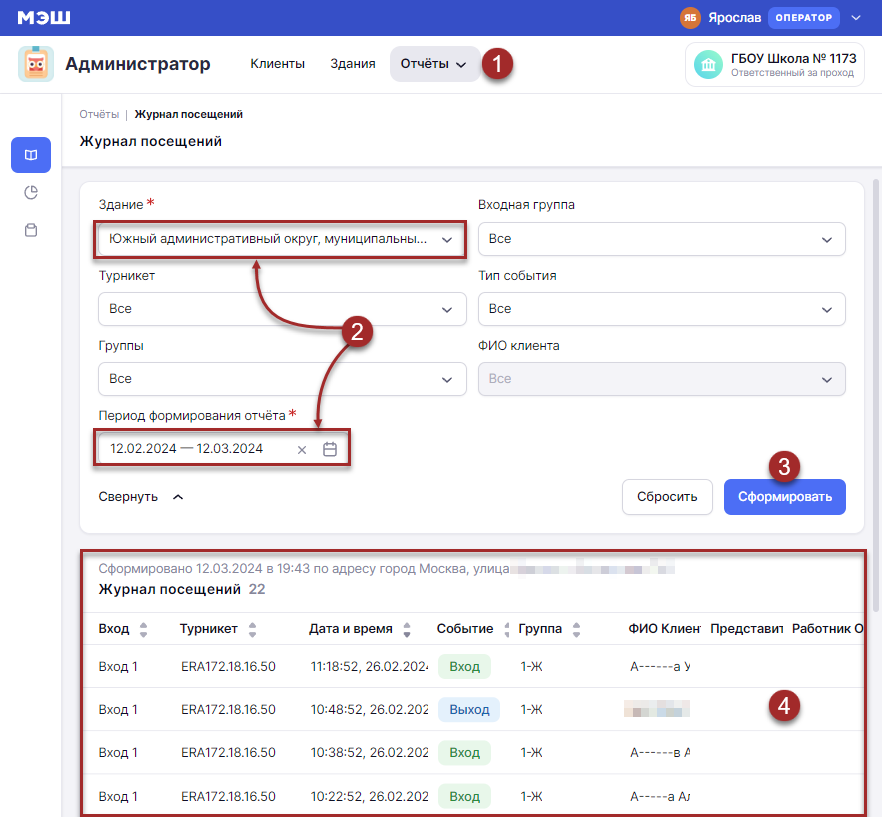 МЭШ
ЯБ Ярослав ОПЕРАТОР
Администратор Клиенты Здания Отчёты 1
ГБОУ Школа № 1173
Ответственный за проход
Отчёты | Журнал посещений
Журнал посещений
Здание * Входная группа
Южный административный округ, муниципальны... Все
Турникет Тип события
Все Все
2
Группы ФИО клиента
Все Все
Период формирования отчёта *
12.02.2024 — 12.03.2024
3
Свернуть Сбросить Сформировать
Сформировано 12.03.2024 в 19:43 по адресу город Москва, улица
Журнал посещений 22
Вход Турникет Дата и время Событие Группа ФИО Клиен Представит Работник О
Вход 1 ERA172.18.16.50 11:18:52, 26.02.2024 Вход 1-Ж А------а У
Вход 1 ERA172.18.16.50 10:48:52, 26.02.202 Выход 1-Ж
4
Вход 1 ERA172.18.16.50 10:38:52, 26.02.202 Вход 1-Ж А------в А
Вход 1 ERA172.18.16.50 10:22:52, 26.02.202 Вход 1-Ж А-----а Ал